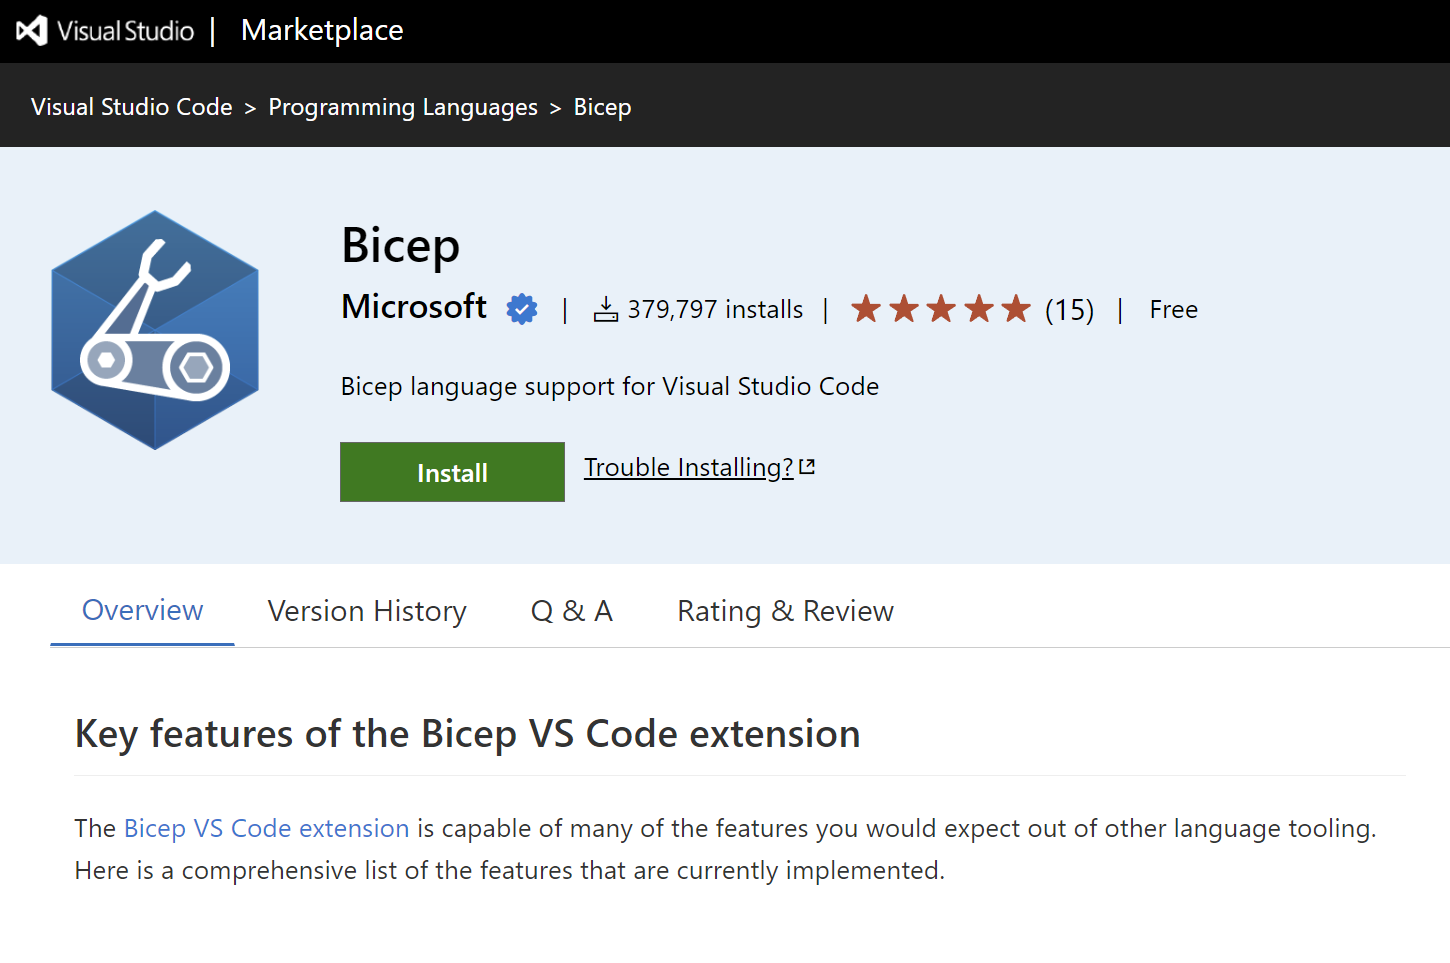 Visual Studio | Marketplace
Visual Studio Code > Programming Languages > Bicep
Bicep
Microsoft | 379,797 installs | (15) | Free
Bicep language support for Visual Studio Code
Install
Trouble Installing?
Overview Version History Q & A Rating & Review
Key features of the Bicep VS Code extension
The Bicep VS Code extension is capable of many of the features you would expect out of other language tooling.
Here is a comprehensive list of the features that are currently implemented.